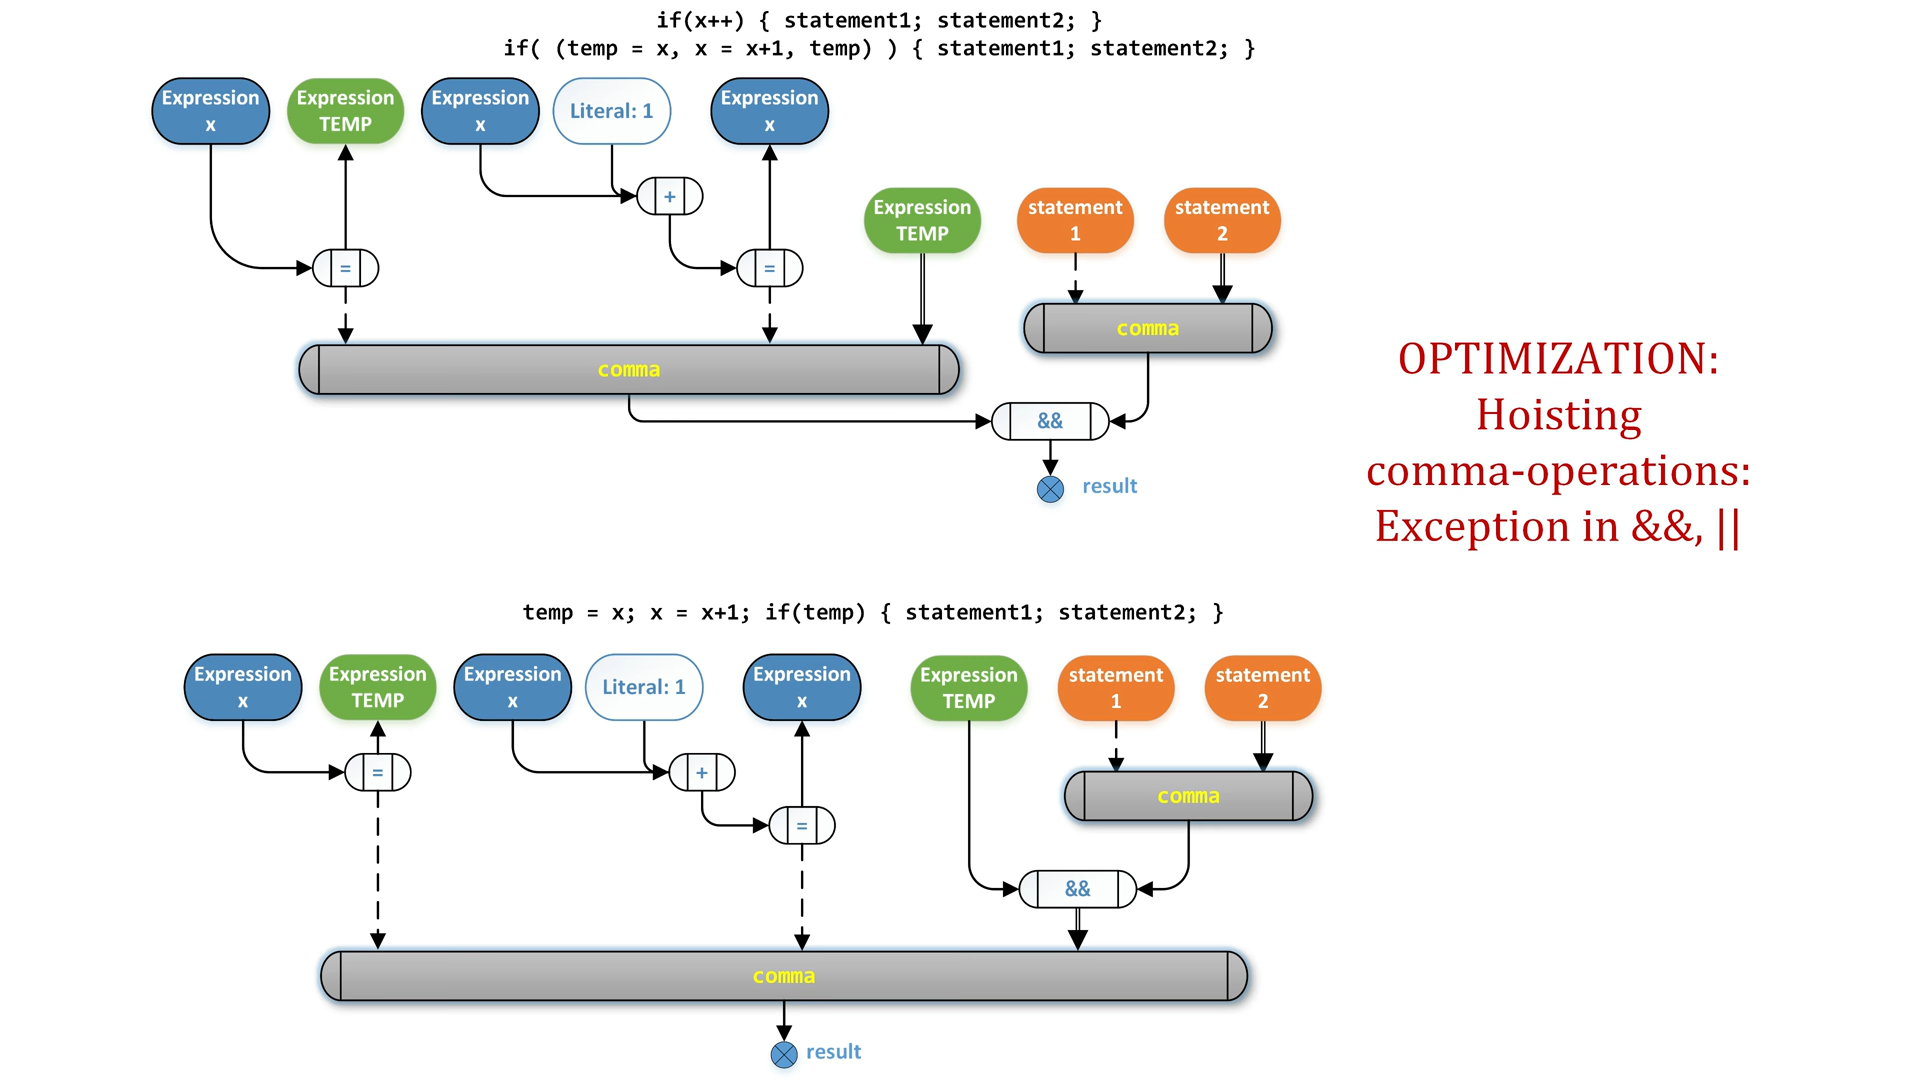 if(x++) { statement1; statement2; }
if( (temp = x, x = x+1, temp) ) { statement1; statement2; }
Expression
x
Expression
TEMP
Expression
x
Literal: 1
Expression
x
+
=
=
Expression
TEMP
statement
1
statement
2
comma
comma
&&
result
OPTIMIZATION:
Hoisting
comma-operations:
Exception in &&, ||
temp = x; x = x+1; if(temp) { statement1; statement2; }
Expression
x
Expression
TEMP
Expression
x
Literal: 1
Expression
x
Expression
TEMP
statement
1
statement
2
=
+
=
comma
&&
comma
result